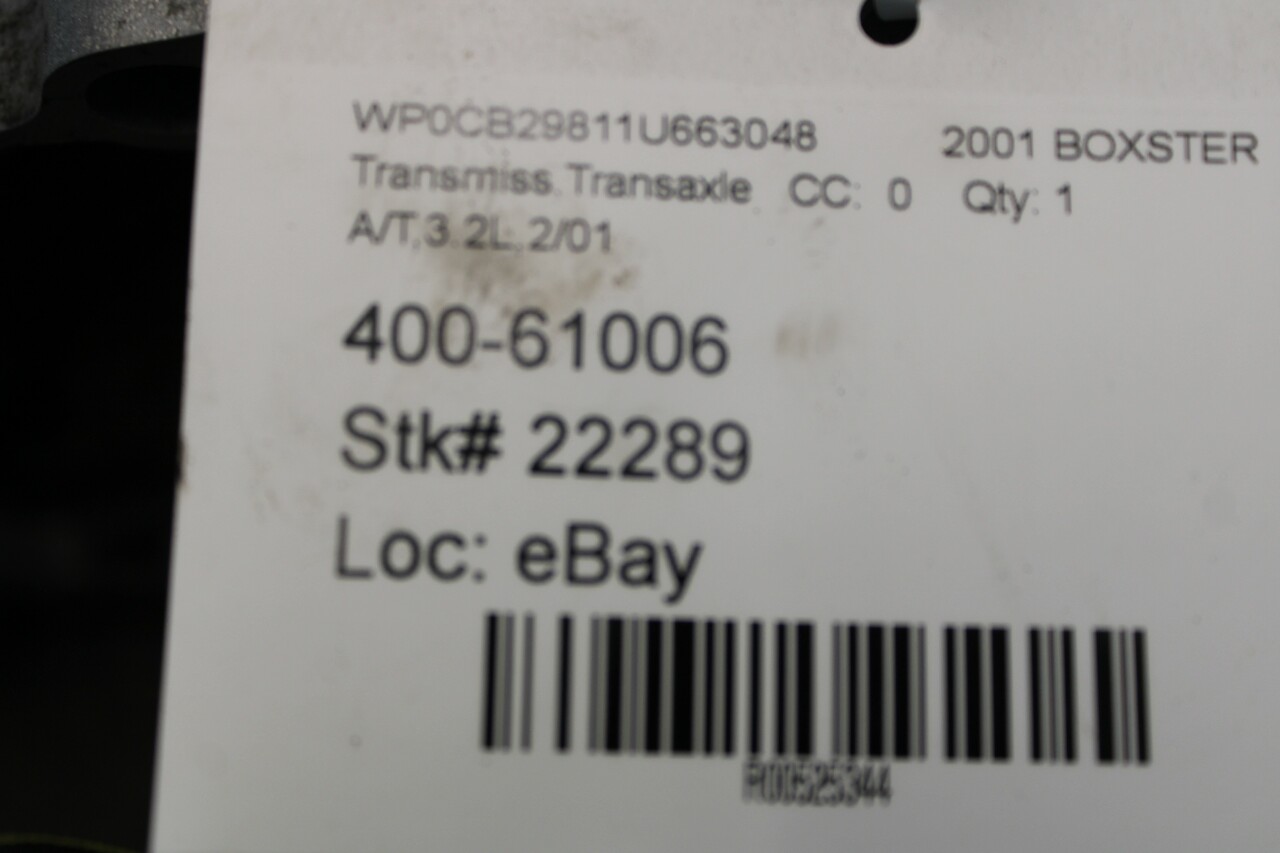 WP0CB29811U663048 2001 BOXSTER
Transmiss.Transaxle CC: 0 Qty: 1
A/T,3.2L,2/01
400-61006
Stk# 22289
Loc: eBay
R00525344